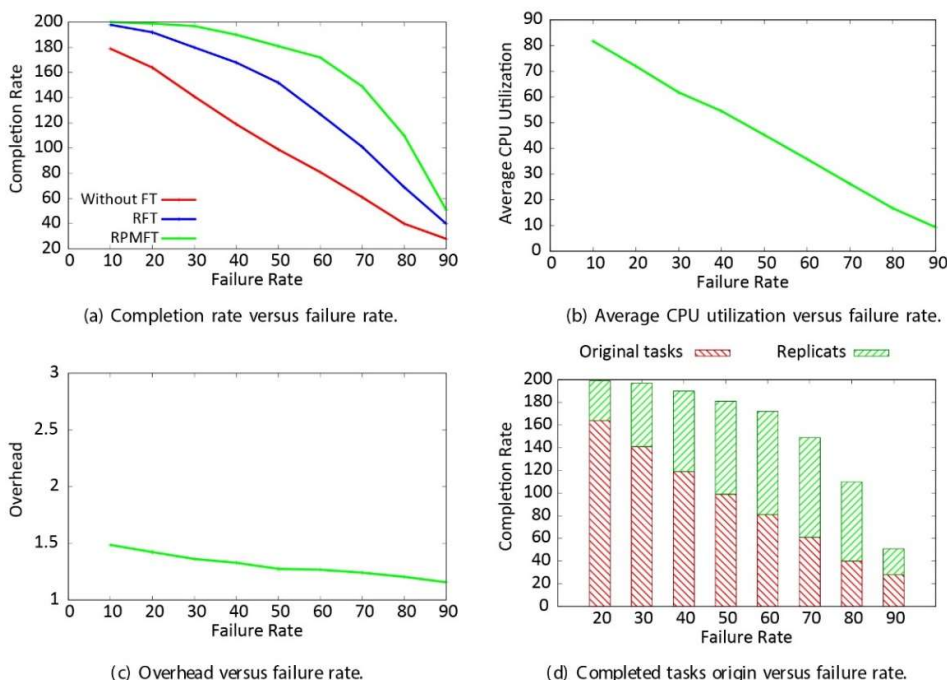 200
180
160
140
120
100
80
60
40
20
Completion Rate
Without FT
RFT
RPMFT
0 10 20 30 40 50 60 70 80 90
Failure Rate
(a) Completion rate versus failure rate.
90
80
70
60
50
40
30
20
10
0
Average CPU Utilization
0 10 20 30 40 50 60 70 80 90
Failure Rate
(b) Average CPU utilization versus failure rate.
3
2.5
2
1.5
1
Overhead
0 10 20 30 40 50 60 70 80 90
Failure Rate
(c) Overhead versus failure rate.
Original tasks Replicats
200
180
160
140
120
100
80
60
40
20
0
Completion Rate
20 30 40 50 60 70 80 90
Failure Rate
(d) Completed tasks origin versus failure rate.